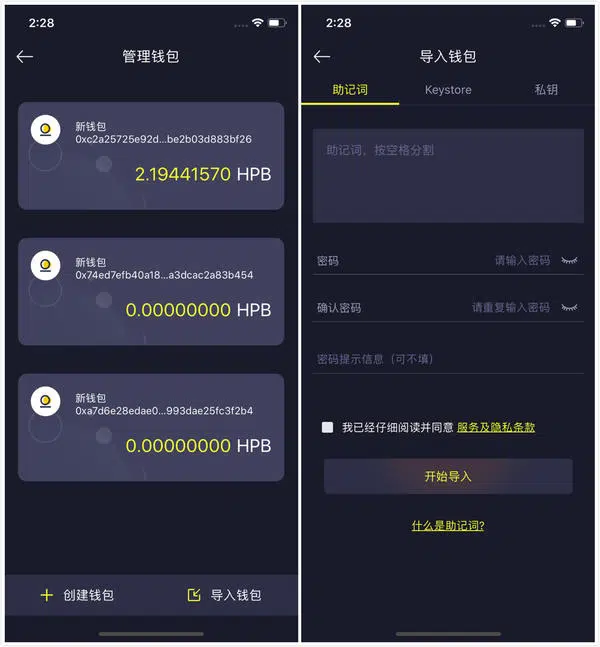 2:28
管理钱包
新钱包
0xc2a25725e92d...be2b03d883bf26
2.19441570 HPB
新钱包
0x74ed7efb40a18...a3dcac2a83b454
0.00000000 HPB
新钱包
0xa7d6e28edae0...993dae25fc3f2b4
0.00000000 HPB
创建钱包
导入钱包
2:28
导入钱包
助记词 Keystore 私钥
助记词，按空格分割
密码 请输入密码
确认密码 请重复输入密码
密码提示信息（可不填）
我已经仔细阅读并同意 服务及隐私条款
开始导入
什么是助记词?